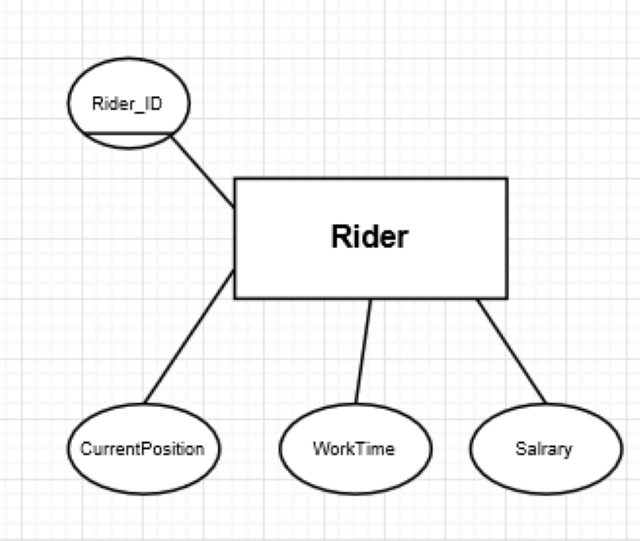 Rider_ID
Rider
CurrentPosition
WorkTime
Salrary